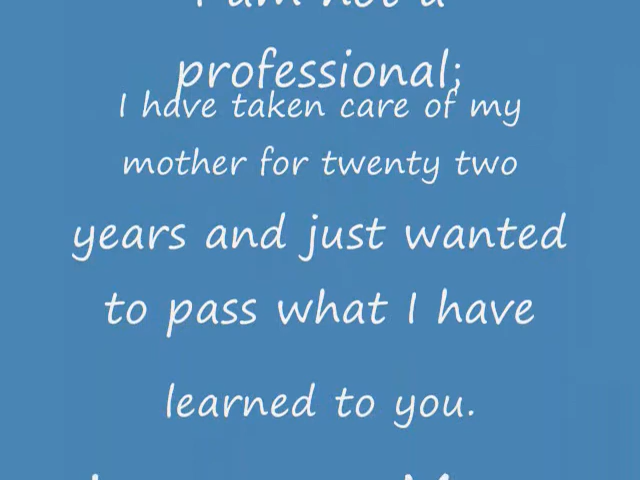 I am not a
professional;
I have taken care of my
mother for twenty two
years and just wanted
to pass what I have
learned to you.